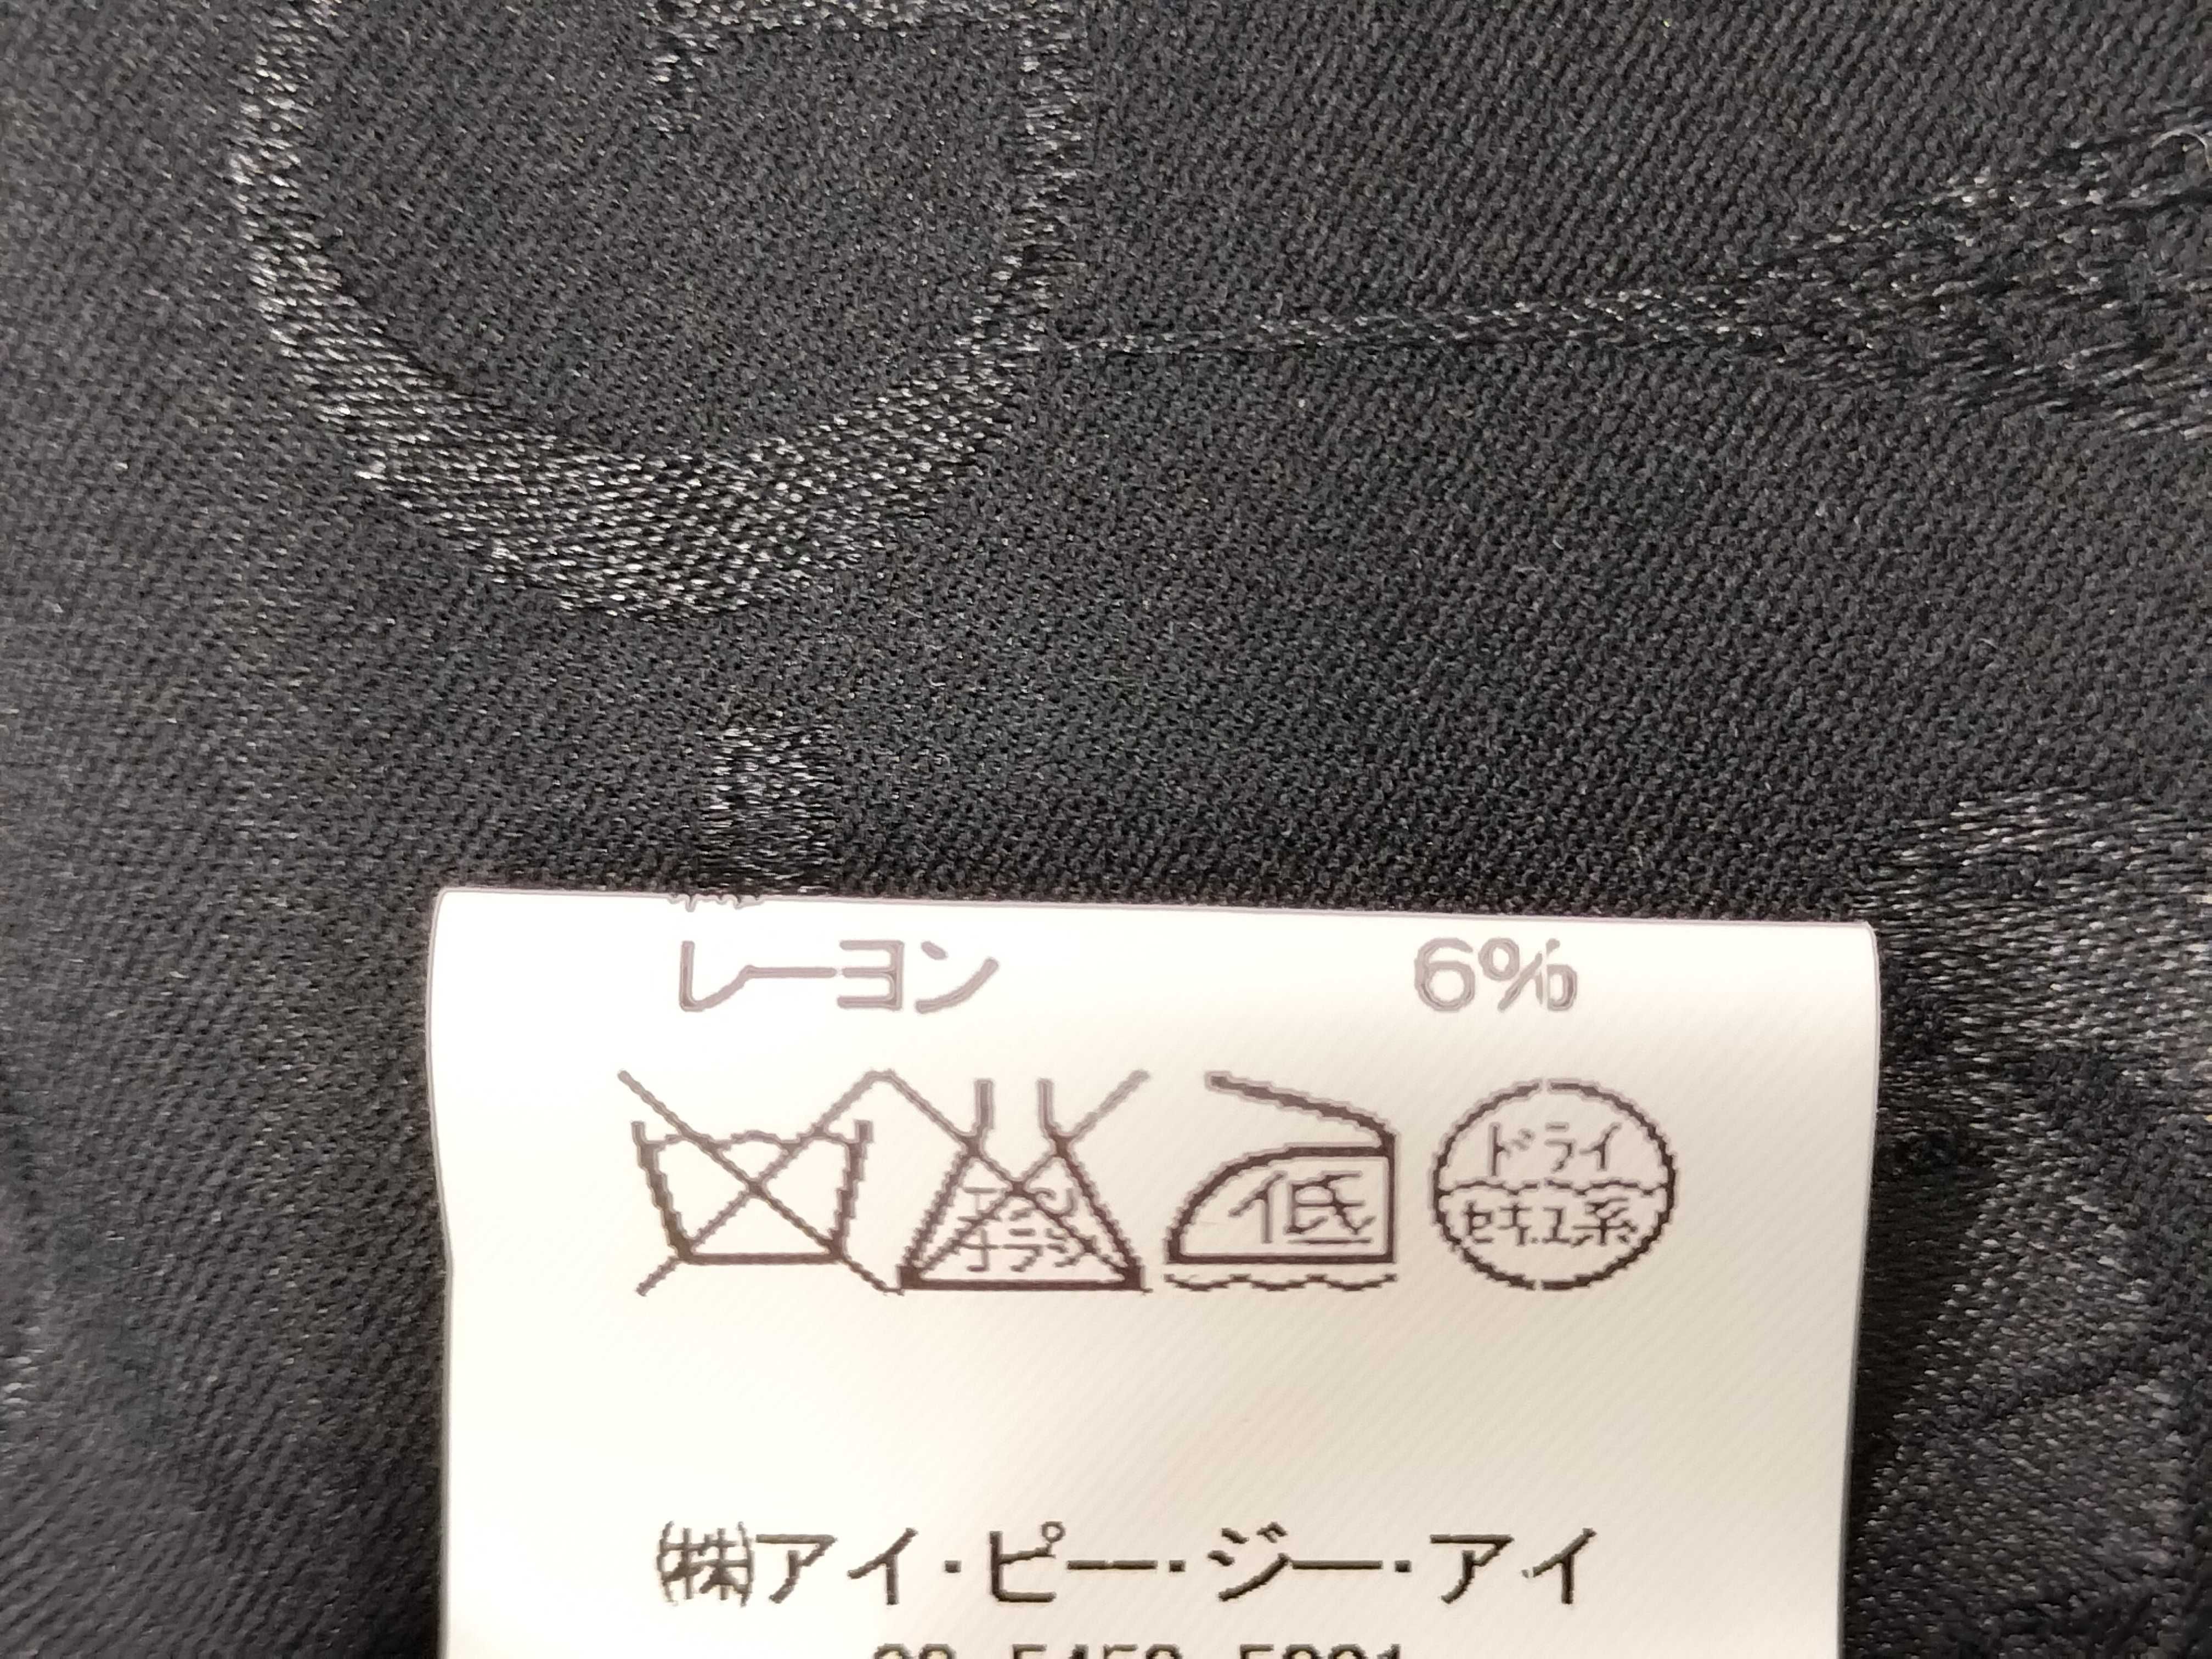 レーヨン 6%
エンソ 低 ドライ
サラシ セキユ系
㈱アイ・ピー・ジー・アイ